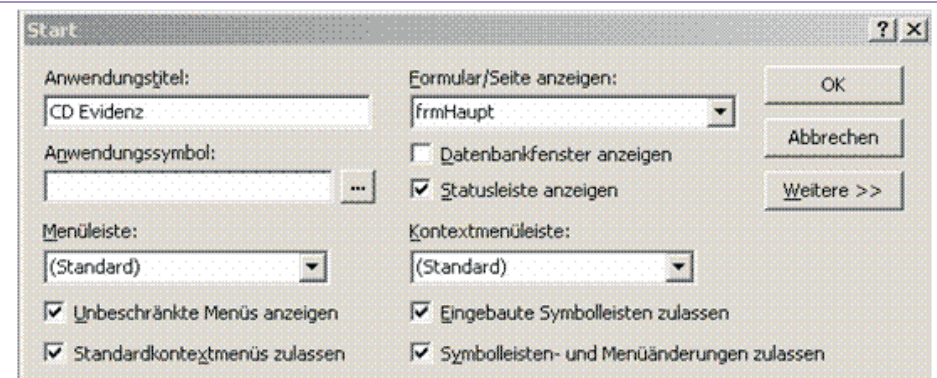 Start
Anwendungstitel:
CD Evidenz
Anwendungssymbol:
...
Menüleiste:
(Standard)
Unbeschränkte Menüs anzeigen
Standardkontextmenüs zulassen
Formular/Seite anzeigen:
frmHaupt
Datenbankfenster anzeigen
Statusleiste anzeigen
Kontextmenüleiste:
(Standard)
Eingebaute Symbolleisten zulassen
Symbolleisten- und Menüänderungen zulassen
OK
Abbrechen
Weitere >>